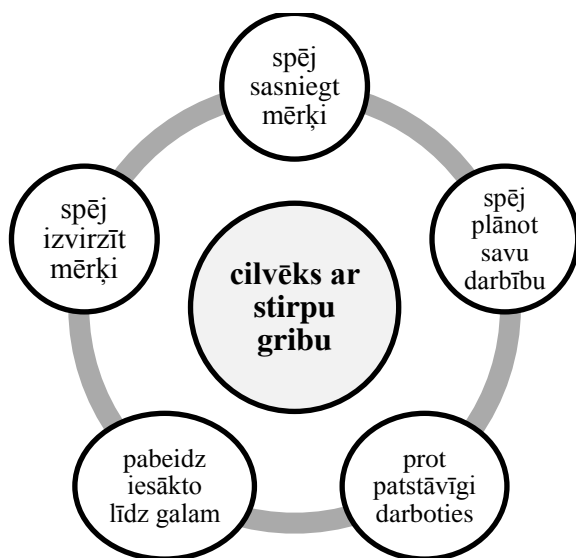 spēj
sasniegt
mērķi
spēj
plānot
savu
darbību
prot
patstāvīgi
darboties
pabeidz
iesākto
līdz galam
spēj
izvirzīt
mērķi
cilvēks ar
stirpu
gribu